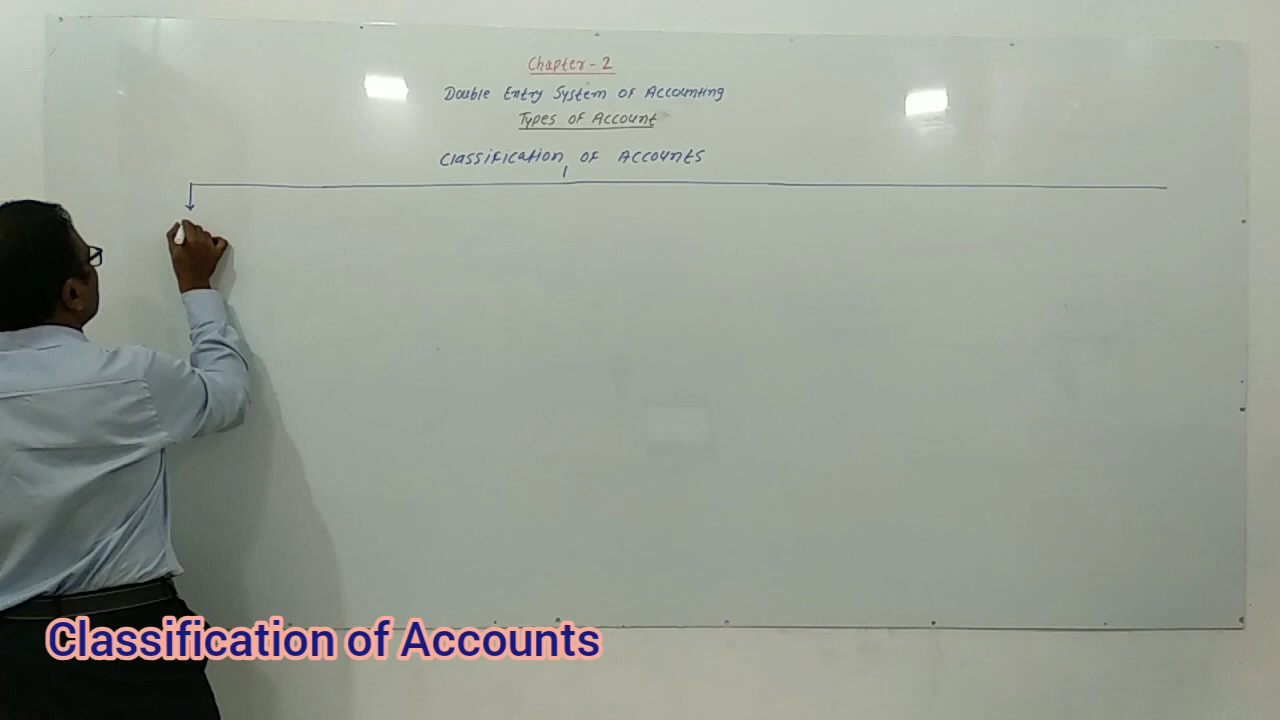 Chapter - 2
Double Entry System of Accounting
Types of Account
Classification of Accounts
Classification of Accounts